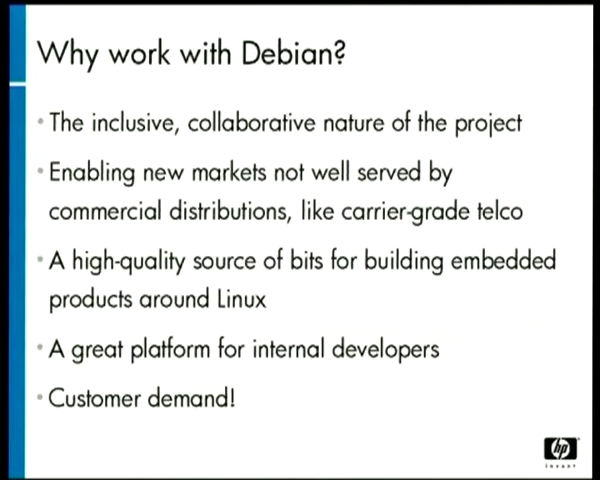 Why work with Debian?
• The inclusive, collaborative nature of the project
• Enabling new markets not well served by
commercial distributions, like carrier-grade telco
• A high-quality source of bits for building embedded
products around Linux
• A great platform for internal developers
• Customer demand!
hp
invent